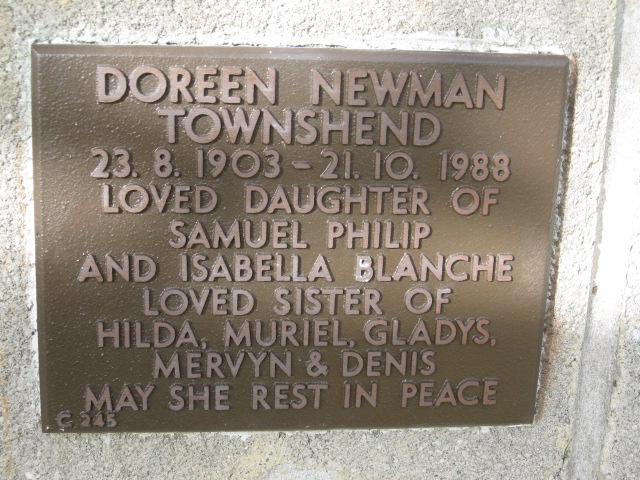 DOREEN NEWMAN
TOWNSHEND
23. 8. 1903 - 21. 10. 1988
LOVED DAUGHTER OF
SAMUEL PHILIP
AND ISABELLA BLANCHE
LOVED SISTER OF
HILDA, MURIEL, GLADYS,
MERVYN & DENIS
MAY SHE REST IN PEACE
C. 245